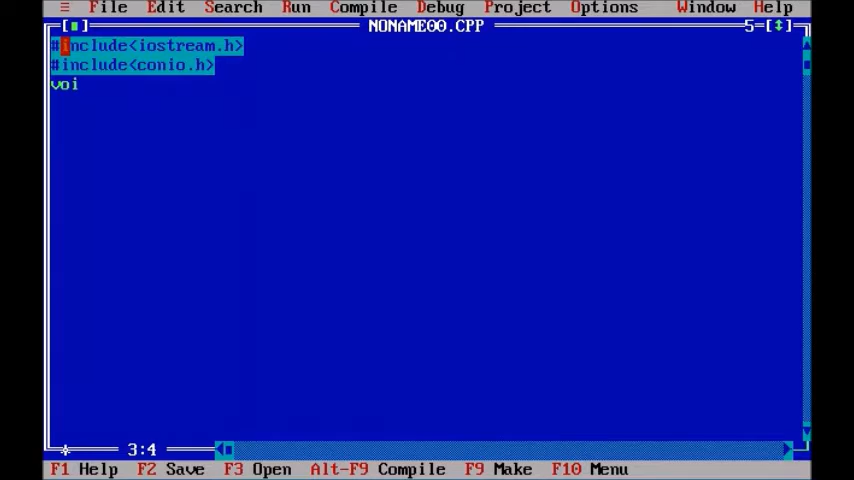 ≡ File Edit Search Run Compile Debug Project Options Window Help
[■] NONAME00.CPP 5=[↕]
#include<iostream.h>
#include<conio.h>
voi
3:4
F1 Help F2 Save F3 Open Alt-F9 Compile F9 Make F10 Menu